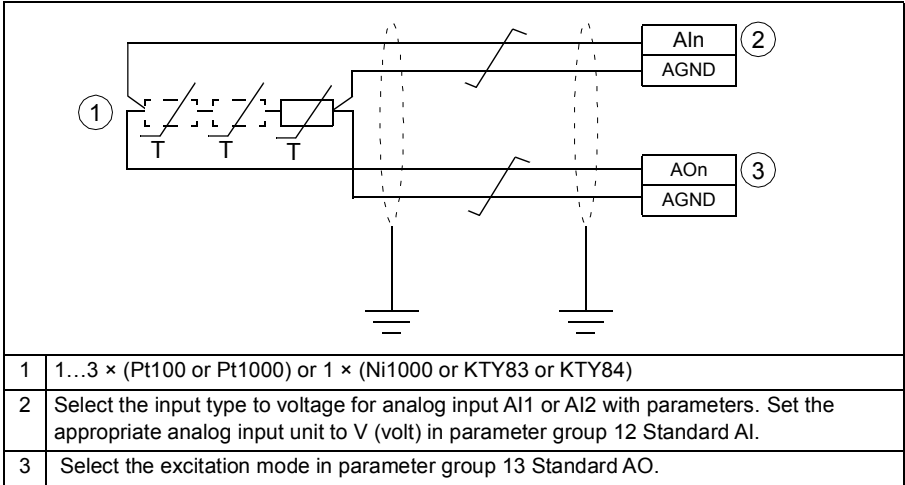 AIn
2
AGND
1
T T T
AOn
3
AGND
1 1…3 × (Pt100 or Pt1000) or 1 × (Ni1000 or KTY83 or KTY84)
2 Select the input type to voltage for analog input AI1 or AI2 with parameters. Set the
appropriate analog input unit to V (volt) in parameter group 12 Standard AI.
3 Select the excitation mode in parameter group 13 Standard AO.